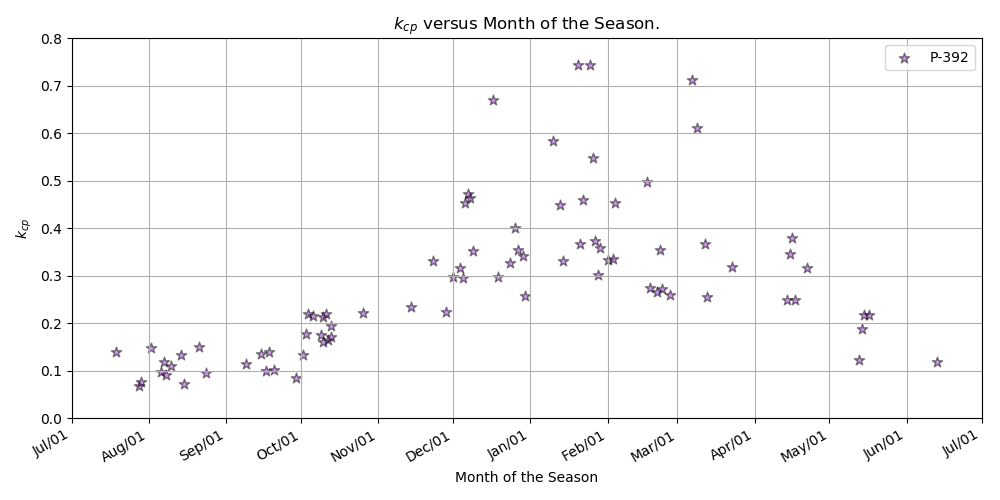 k_cp versus Month of the Season.
P-392
0.8
0.7
0.6
0.5
0.4
0.3
0.2
0.1
0.0
k_cp
Jul/01 Aug/01 Sep/01 Oct/01 Nov/01 Dec/01 Jan/01 Feb/01 Mar/01 Apr/01 May/01 Jun/01 Jul/01
Month of the Season